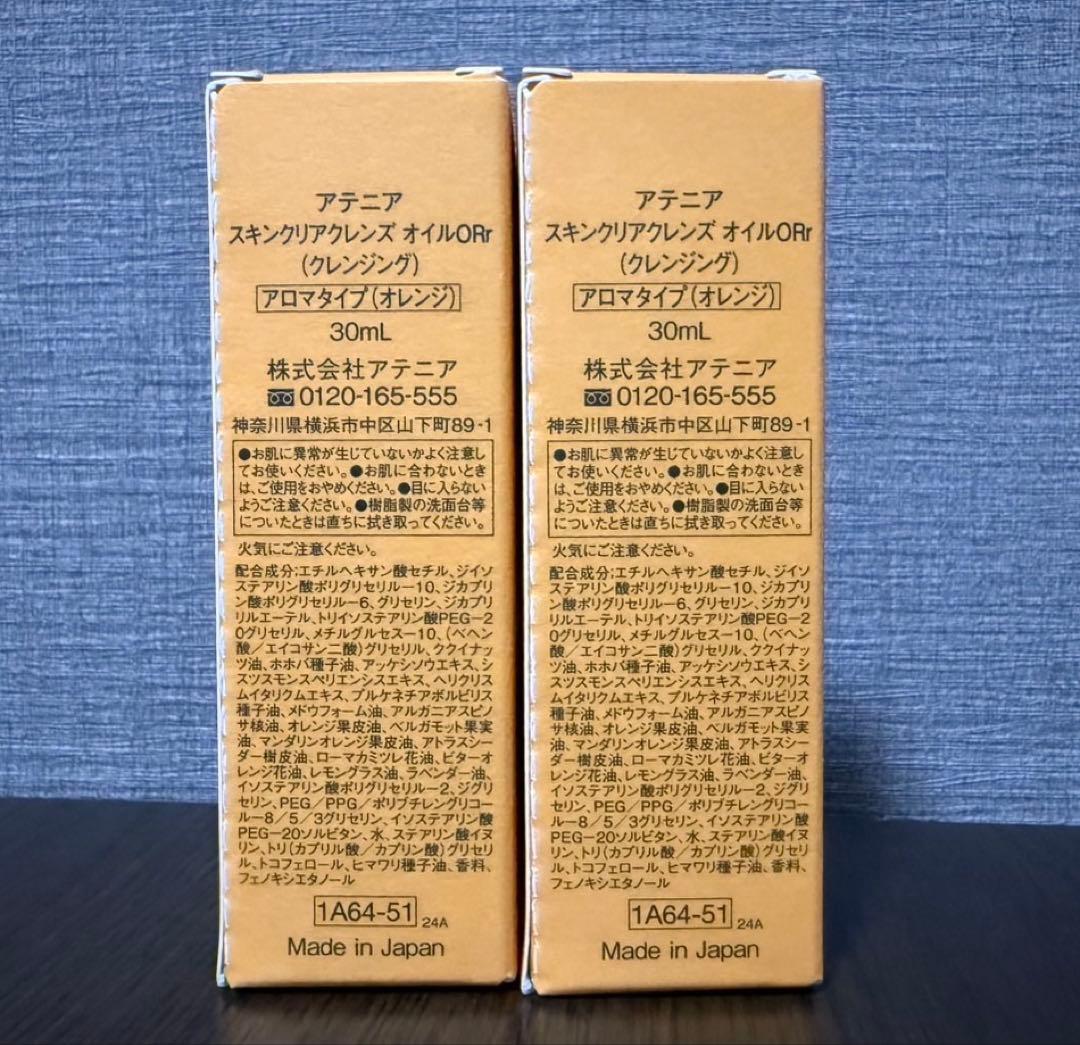 アテニア
スキンクリアクレンズ オイルORr
(クレンジング)
アロマタイプ(オレンジ)
30mL
株式会社アテニア
0120-165-555
神奈川県横浜市中区山下町89-1
●お肌に異常が生じていないかよく注意し
てお使いください。●お肌に合わないとき
は、ご使用をおやめください。●目に入らない
ようご注意ください。●樹脂製の洗面台等
についたときは直ちに拭き取ってください。
火気にご注意ください。
配合成分;エチルヘキサン酸セチル、ジイソ
ステアリン酸ポリグリセリル－10、ジカプリ
ン酸ポリグリセリル－6、グリセリン、ジカプリ
リルエーテル、トリイソステアリン酸PEG－2
0グリセリル、メチルグルセス－10、(ベヘン
酸／エイコサン二酸)グリセリル、ククイナッ
ツ油、ホホバ種子油、アッケシソウエキス、シ
スツスモンスペリエンシスエキス、ヘリクリス
ムイタリクムエキス、プルケネチアボルビリス
種子油、メドウフォーム油、アルガニアスピノ
サ核油、オレンジ果皮油、ベルガモット果実
油、マンダリンオレンジ果皮油、アトラスシー
ダー樹皮油、ローマカミツレ花油、ビターオ
レンジ花油、レモングラス油、ラベンダー油、
イソステアリン酸ポリグリセリル－2、ジグリ
セリン、PEG／PPG／ポリブチレングリコー
ル－8／5／3グリセリン、イソステアリン酸
PEG－20ソルビタン、水、ステアリン酸イヌ
リン、トリ(カプリル酸／カプリン酸)グリセリ
ル、トコフェロール、ヒマワリ種子油、香料、
フェノキシエタノール
1A64-51 24A
Made in Japan
アテニア
スキンクリアクレンズ オイルORr
(クレンジング)
アロマタイプ(オレンジ)
30mL
株式会社アテニア
0120-165-555
神奈川県横浜市中区山下町89-1
●お肌に異常が生じていないかよく注意し
てお使いください。●お肌に合わないとき
は、ご使用をおやめください。●目に入らない
ようご注意ください。●樹脂製の洗面台等
についたときは直ちに拭き取ってください。
火気にご注意ください。
配合成分;エチルヘキサン酸セチル、ジイソ
ステアリン酸ポリグリセリル－10、ジカプリ
ン酸ポリグリセリル－6、グリセリン、ジカプリ
リルエーテル、トリイソステアリン酸PEG－2
0グリセリル、メチルグルセス－10、(ベヘン
酸／エイコサン二酸)グリセリル、ククイナッ
ツ油、ホホバ種子油、アッケシソウエキス、シ
スツスモンスペリエンシスエキス、ヘリクリス
ムイタリクムエキス、プルケネチアボルビリス
種子油、メドウフォーム油、アルガニアスピノ
サ核油、オレンジ果皮油、ベルガモット果実
油、マンダリンオレンジ果皮油、アトラスシー
ダー樹皮油、ローマカミツレ花油、ビターオ
レンジ花油、レモングラス油、ラベンダー油、
イソステアリン酸ポリグリセリル－2、ジグリ
セリン、PEG／PPG／ポリブチレングリコ
ール－8／5／3グリセリン、イソステアリン酸
PEG－20ソルビタン、水、ステアリン酸イヌ
リン、トリ(カプリル酸／カプリン酸)グリセリ
ル、トコフェロール、ヒマワリ種子油、香料、
フェノキシエタノール
1A64-51 24A
Made in Japan